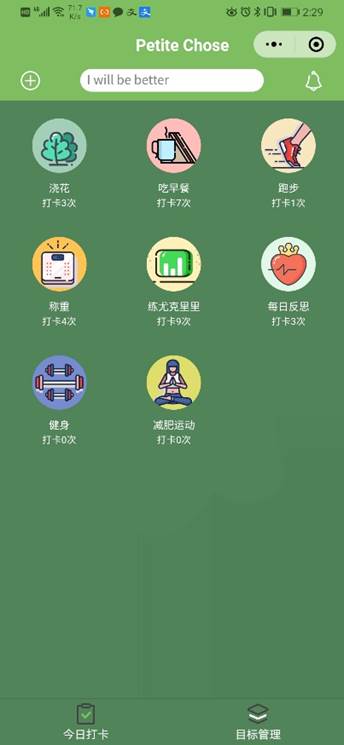 HD
71.7
K/s
2:29
Petite Chose
I will be better
浇花
吃早餐
跑步
打卡3次
打卡7次
打卡1次
称重
练尤克里里
每日反思
打卡4次
打卡9次
打卡3次
健身
减肥运动
打卡0次
打卡0次
今日打卡
目标管理